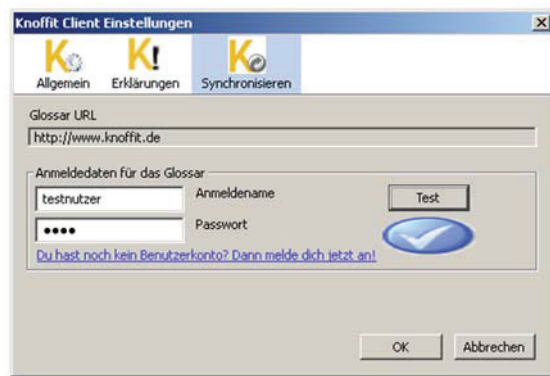 Knoffit Client Einstellungen
K K! K
Allgemein Erklärungen Synchronisieren
Glossar URL
http://www.knoffit.de
Anmeldedaten für das Glossar
testnutzer Anmeldename Test
●●●● Passwort
Du hast noch kein Benutzerkonto? Dann melde dich jetzt an!
OK Abbrechen